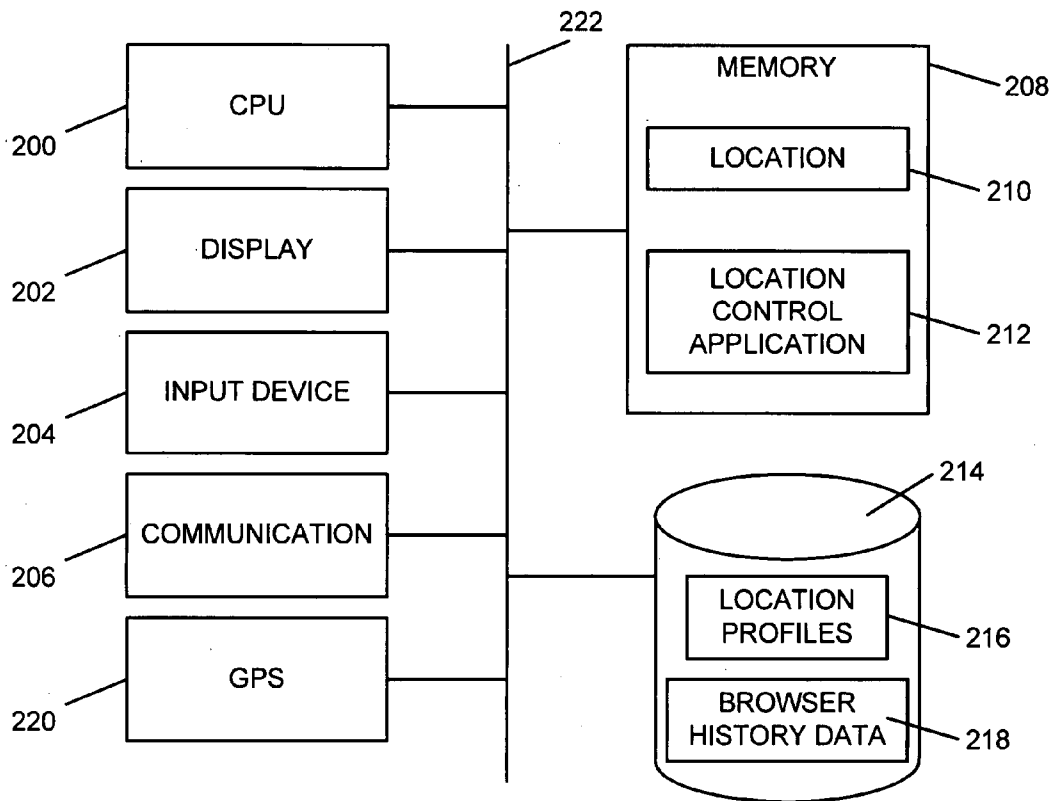 222
CPU
200
DISPLAY
202
INPUT DEVICE
204
COMMUNICATION
206
GPS
220
MEMORY
208
LOCATION
210
LOCATION
CONTROL
APPLICATION
212
214
LOCATION
PROFILES
216
BROWSER
HISTORY DATA
218